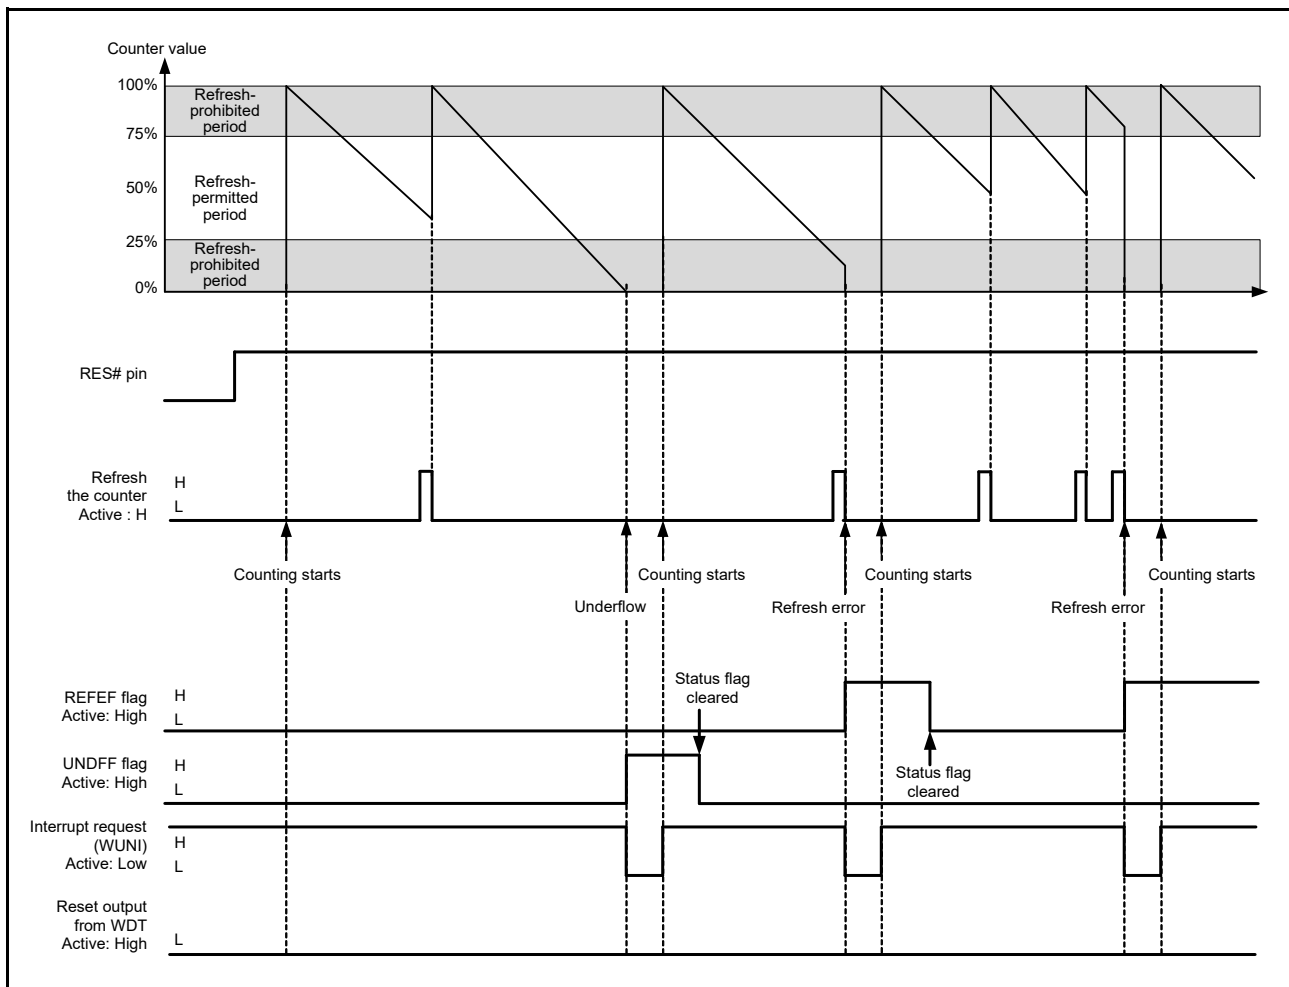 Counter value
100%
Refresh-
prohibited
period
75%
Refresh-
permitted
period
50%
25%
Refresh-
prohibited
period
0%
RES# pin
Refresh
the counter
Active : H
H
L
Counting starts
Counting starts
Counting starts
Counting starts
Underflow
Refresh error
Refresh error
REFEF flag
Active: High
H
L
Status flag
cleared
UNDFF flag
Active: High
H
L
Status flag
cleared
Interrupt request
(WUNI)
Active: Low
H
L
Reset output
from WDT
Active: High
L